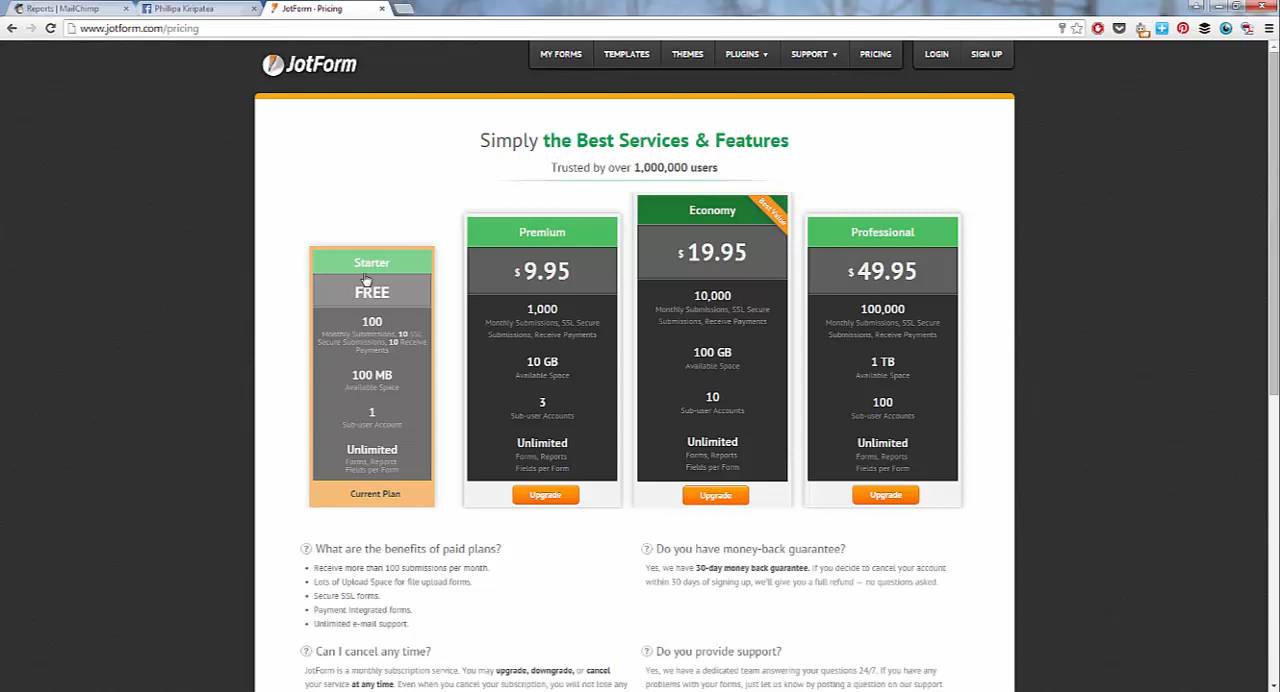 Reports | MailChimp
Phillipa Kiripatea
JotForm - Pricing
www.jotform.com/pricing
JotForm
MY FORMS
TEMPLATES
THEMES
PLUGINS
SUPPORT
PRICING
LOGIN
SIGN UP
Simply the Best Services & Features
Trusted by over 1,000,000 users
Starter
FREE
100
Monthly Submissions, 10 SSL
Secure Submissions, 10 Receive
Payments
100 MB
Available Space
1
Sub-user Account
Unlimited
Forms, Reports
Fields per Form
Current Plan
Premium
$ 9.95
1,000
Monthly Submissions, SSL Secure
Submissions, Receive Payments
10 GB
Available Space
3
Sub-user Accounts
Unlimited
Forms, Reports
Fields per Form
Upgrade
Economy
Best Value
$ 19.95
10,000
Monthly Submissions, SSL Secure
Submissions, Receive Payments
100 GB
Available Space
10
Sub-user Accounts
Unlimited
Forms, Reports
Fields per Form
Upgrade
Professional
$ 49.95
100,000
Monthly Submissions, SSL Secure
Submissions, Receive Payments
1 TB
Available Space
100
Sub-user Accounts
Unlimited
Forms, Reports
Fields per Form
Upgrade
? What are the benefits of paid plans?
• Receive more than 100 submissions per month.
• Lots of Upload Space for file upload forms.
• Secure SSL forms.
• Payment Integrated forms.
• Unlimited e-mail support.
? Do you have money-back guarantee?
Yes, we have 30-day money back guarantee. If you decide to cancel your account
within 30 days of signing up, we'll give you a full refund — no questions asked.
? Can I cancel any time?
JotForm is a monthly subscription service. You may upgrade, downgrade, or cancel
your service at any time. Even when you cancel your subscription, you will not lose any
? Do you provide support?
Yes, we have a dedicated team answering your questions 24/7. If you have any
problems with your forms, just let us know by posting a question on our support